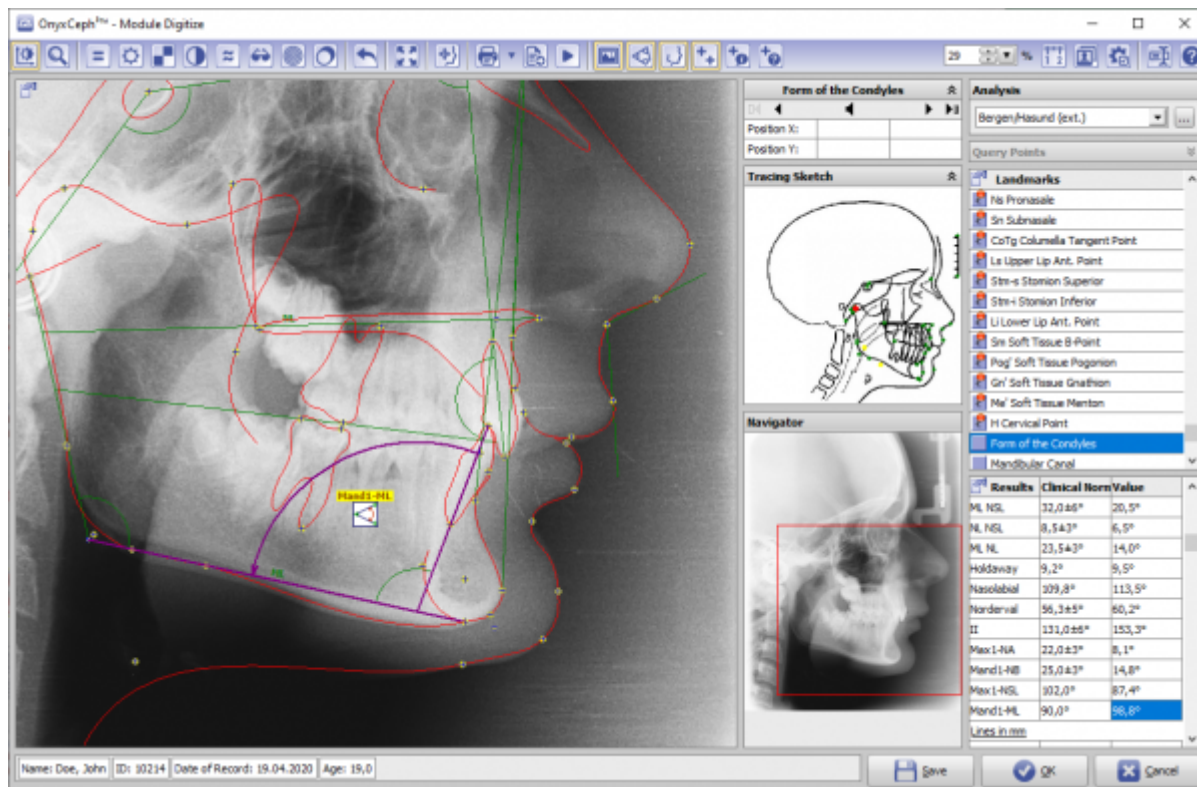 OnyxCeph³™ - Module Digitize
29 %
NL
Mand1-ML
ML
Form of the Condyles
Position X:
Position Y:
Tracing Sketch
Navigator
Analysis
Bergen/Hasund (ext.)
...
Query Points
Landmarks
Ns Pronasale
Sn Subnasale
CoTg Columella Tangent Point
Ls Upper Lip Ant. Point
Stm-s Stomion Superior
Stm-i Stomion Inferior
Li Lower Lip Ant. Point
Sm Soft Tissue B-Point
Pog' Soft Tissue Pogonion
Gn' Soft Tissue Gnathion
Me' Soft Tissue Menton
H Cervical Point
Form of the Condyles
Mandibular Canal
Results Clinical Norm Value
ML NSL 32,0±6° 20,5°
NL NSL 8,5±3° 6,5°
ML NL 23,5±3° 14,0°
Holdaway 9,2° 9,5°
Nasolabial 109,8° 113,5°
Norderval 56,3±5° 60,2°
II 131,0±6° 153,3°
Max1-NA 22,0±3° 8,1°
Mand1-NB 25,0±3° 14,8°
Max1-NSL 102,0° 87,4°
Mand1-ML 90,0° 98,8°
Lines in mm
Name: Doe, John ID: 10214 Date of Record: 19.04.2020 Age: 19,0
Save OK Cancel